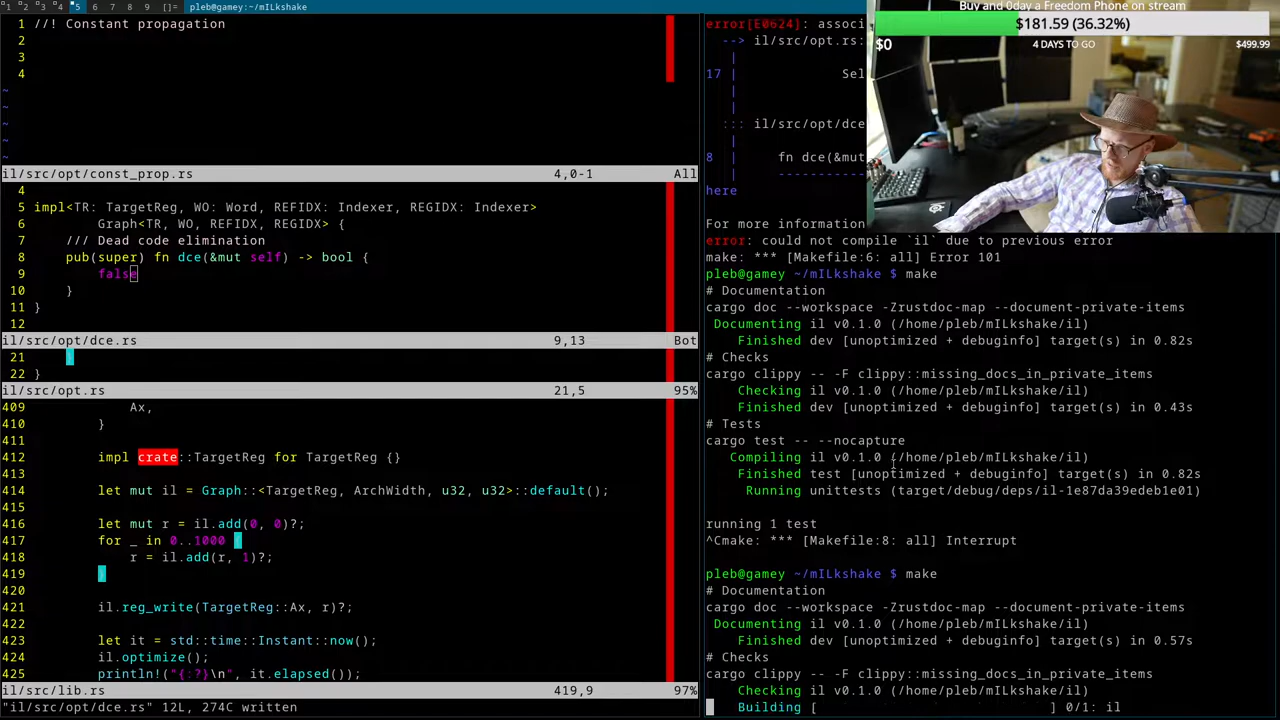 1 2 3 4 5 6 7 8 9 []= pleb@gamey:~/mILkshake
1 //! Constant propagation
2
3
4
~
~
~
~
~
il/src/opt/const_prop.rs 4,0-1 All
4
5 impl<TR: TargetReg, WO: Word, REFIDX: Indexer, REGIDX: Indexer>
6 Graph<TR, WO, REFIDX, REGIDX> {
7 /// Dead code elimination
8 pub(super) fn dce(&mut self) -> bool {
9 false
10 }
11 }
12
il/src/opt/dce.rs 9,13 Bot
21 }
22 }
il/src/opt.rs 21,5 95%
409 Ax,
410 }
411
412 impl crate::TargetReg for TargetReg {}
413
414 let mut il = Graph::<TargetReg, ArchWidth, u32, u32>::default();
415
416 let mut r = il.add(0, 0)?;
417 for _ in 0..1000 {
418 r = il.add(r, 1)?;
419 }
420
421 il.reg_write(TargetReg::Ax, r)?;
422
423 let it = std::time::Instant::now();
424 il.optimize();
425 println!("{:?}\n", it.elapsed());
il/src/lib.rs 419,9 97%
"il/src/opt/dce.rs" 12L, 274C written
error[E0624]: associ
--> il/src/opt.rs:
|
17 | Sel
|
|
::: il/src/opt/dce
|
8 | fn dce(&mut
| -----------
here
For more information
error: could not compile `il` due to previous error
make: *** [Makefile:6: all] Error 101
pleb@gamey ~/mILkshake $ make
# Documentation
cargo doc --workspace -Zrustdoc-map --document-private-items
Documenting il v0.1.0 (/home/pleb/mILkshake/il)
Finished dev [unoptimized + debuginfo] target(s) in 0.82s
# Checks
cargo clippy -- -F clippy::missing_docs_in_private_items
Checking il v0.1.0 (/home/pleb/mILkshake/il)
Finished dev [unoptimized + debuginfo] target(s) in 0.43s
# Tests
cargo test -- --nocapture
Compiling il v0.1.0 (/home/pleb/mILkshake/il)
Finished test [unoptimized + debuginfo] target(s) in 0.82s
Running unittests (target/debug/deps/il-1e87da39edeb1e01)
running 1 test
^Cmake: *** [Makefile:8: all] Interrupt
pleb@gamey ~/mILkshake $ make
# Documentation
cargo doc --workspace -Zrustdoc-map --document-private-items
Documenting il v0.1.0 (/home/pleb/mILkshake/il)
Finished dev [unoptimized + debuginfo] target(s) in 0.57s
# Checks
cargo clippy -- -F clippy::missing_docs_in_private_items
Checking il v0.1.0 (/home/pleb/mILkshake/il)
Building [ ] 0/1: il
Buy and 0day a Freedom Phone on stream
$181.59 (36.32%)
$0 4 DAYS TO GO $499.99